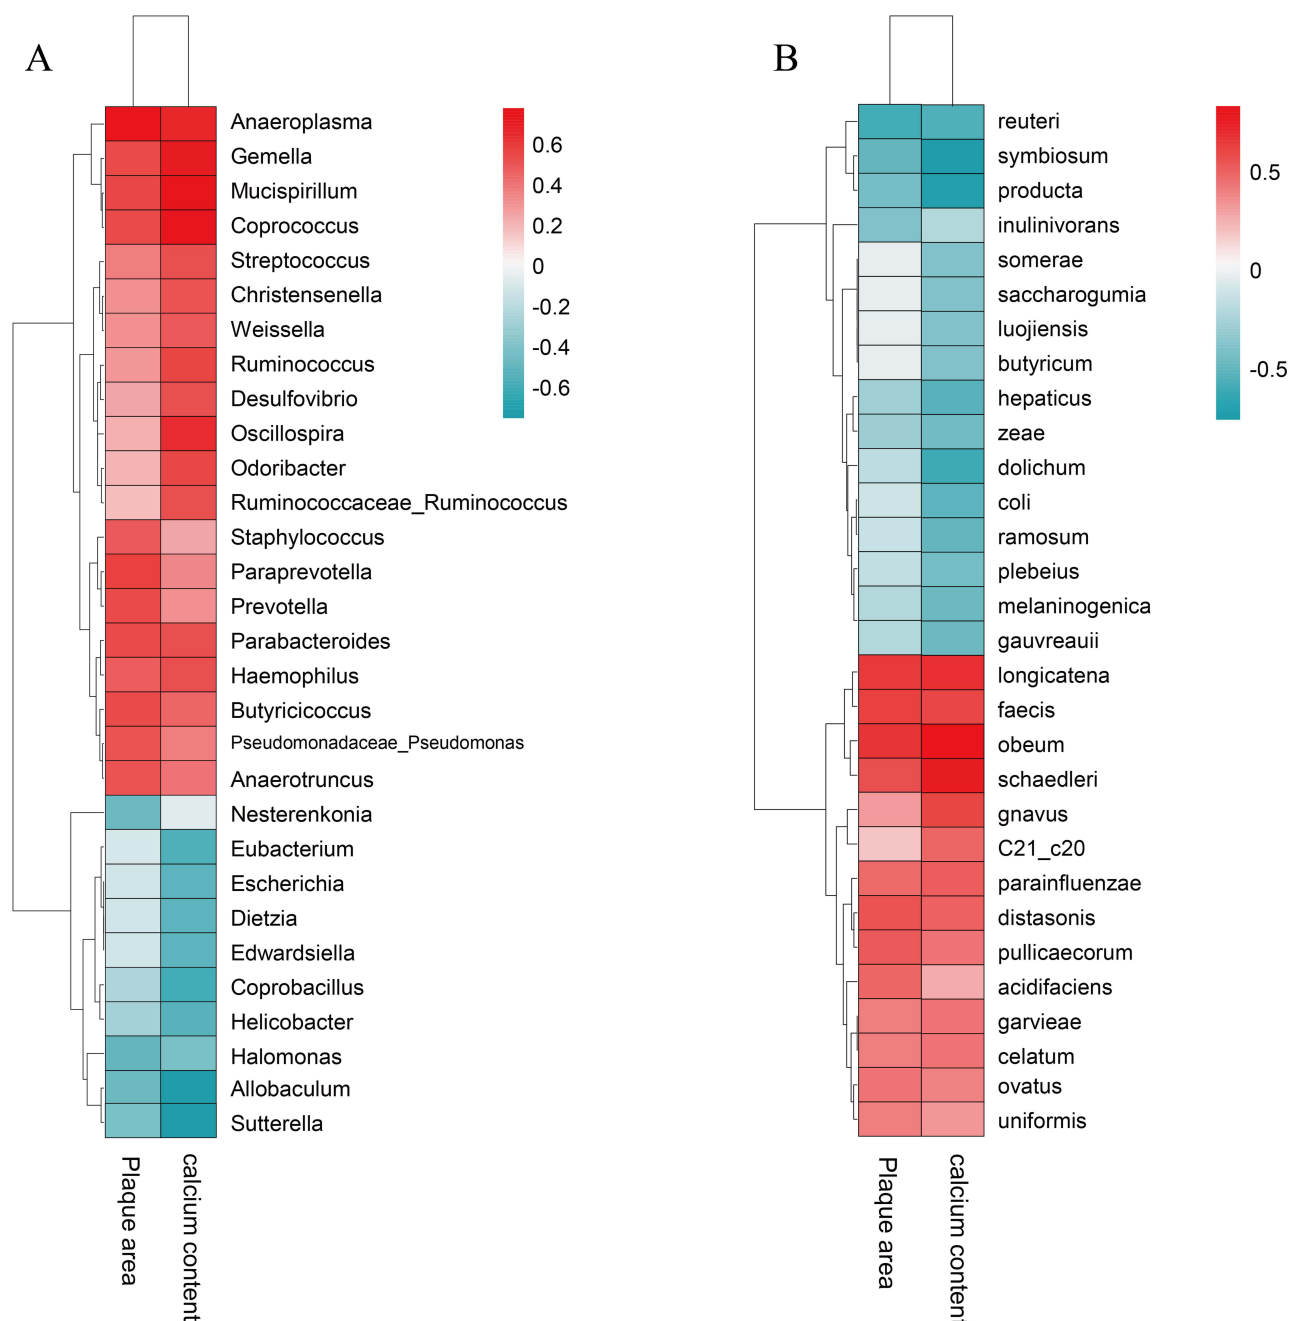 A
Anaeroplasma
Gemella
Mucispirillum
Coprococcus
Streptococcus
Christensenella
Weissella
Ruminococcus
Desulfovibrio
Oscillospira
Odoribacter
Ruminococcaceae_Ruminococcus
Staphylococcus
Paraprevotella
Prevotella
Parabacteroides
Haemophilus
Butyricicoccus
Pseudomonadaceae_Pseudomonas
Anaerotruncus
Nesterenkonia
Eubacterium
Escherichia
Dietzia
Edwardsiella
Coprobacillus
Helicobacter
Halomonas
Allobaculum
Sutterella
Plaque area
calcium content
0.6
0.4
0.2
0
-0.2
-0.4
-0.6
B
reuteri
symbiosum
producta
inulinivorans
somerae
saccharogumia
luojiensis
butyricum
hepaticus
zeae
dolichum
coli
ramosum
plebeius
melaninogenica
gauvreauii
longicatena
faecis
obeum
schaedleri
gnavus
C21_c20
parainfluenzae
distasonis
pullicaecorum
acidifaciens
garvieae
celatum
ovatus
uniformis
Plaque area
calcium content
0.5
0
-0.5